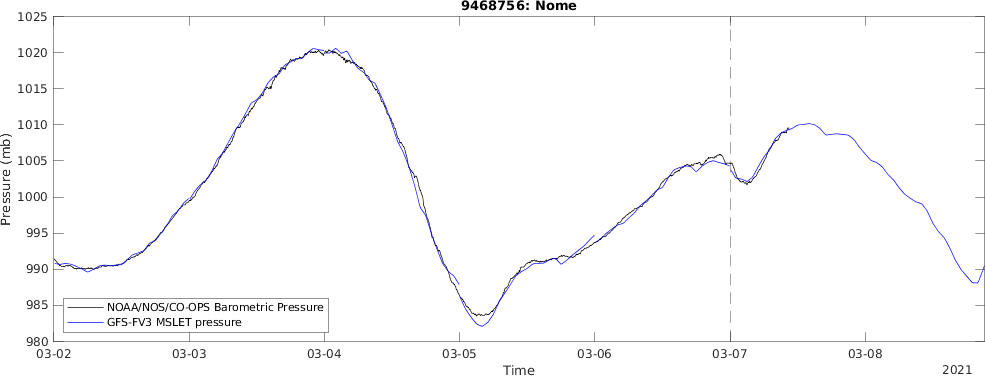 9468756: Nome
Pressure (mb)
1025
1020
1015
1010
1005
1000
995
990
985
980
NOAA/NOS/CO-OPS Barometric Pressure
GFS-FV3 MSLET pressure
03-02 03-03 03-04 03-05 03-06 03-07 03-08
Time
2021